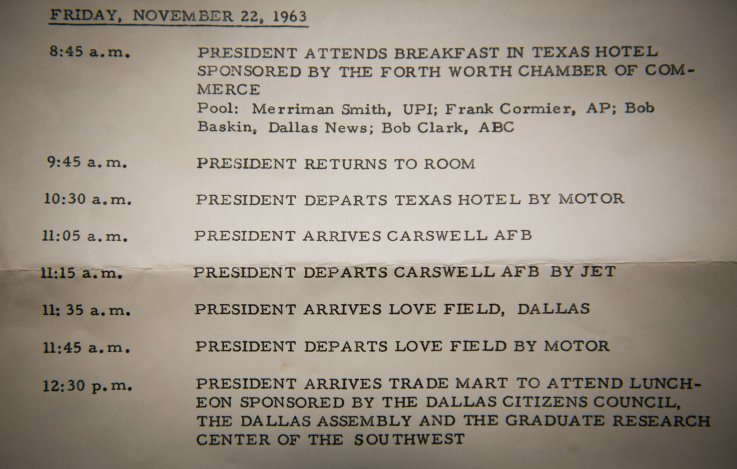 FRIDAY, NOVEMBER 22, 1963
8:45 a.m. PRESIDENT ATTENDS BREAKFAST IN TEXAS HOTEL
SPONSORED BY THE FORTH WORTH CHAMBER OF COM-
MERCE
Pool: Merriman Smith, UPI; Frank Cormier, AP; Bob
Baskin, Dallas News; Bob Clark, ABC
9:45 a.m. PRESIDENT RETURNS TO ROOM
10:30 a.m. PRESIDENT DEPARTS TEXAS HOTEL BY MOTOR
11:05 a.m. PRESIDENT ARRIVES CARSWELL AFB
11:15 a.m. PRESIDENT DEPARTS CARSWELL AFB BY JET
11:35 a.m. PRESIDENT ARRIVES LOVE FIELD, DALLAS
11:45 a.m. PRESIDENT DEPARTS LOVE FIELD BY MOTOR
12:30 p.m. PRESIDENT ARRIVES TRADE MART TO ATTEND LUNCH-
EON SPONSORED BY THE DALLAS CITIZENS COUNCIL,
THE DALLAS ASSEMBLY AND THE GRADUATE RESEARCH
CENTER OF THE SOUTHWEST